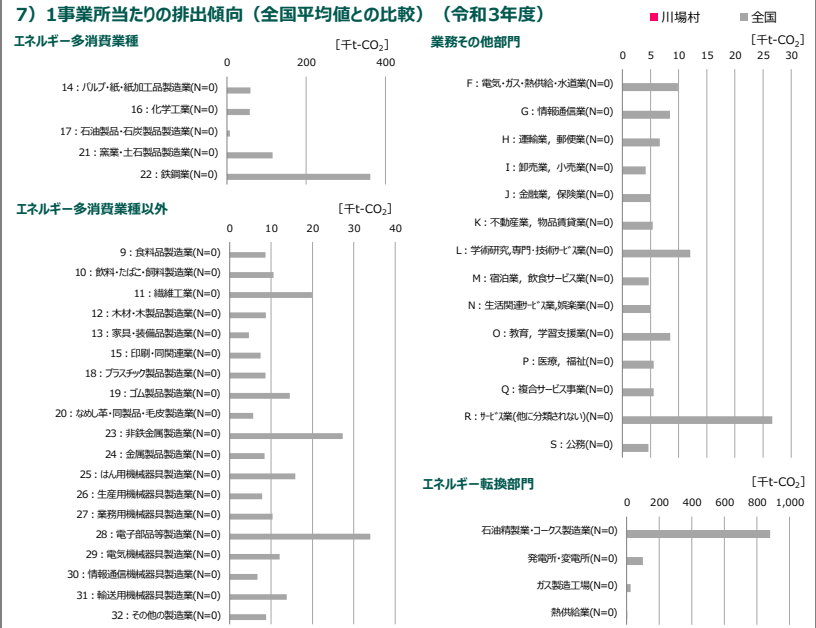 7）1事業所当たりの排出傾向（全国平均値との比較）（令和3年度）
■川場村 ■全国
エネルギー多消費業種
[千t-CO₂]
0 200 400
14：パルプ・紙・紙加工品製造業(N=0)
16：化学工業(N=0)
17：石油製品・石炭製品製造業(N=0)
21：窯業・土石製品製造業(N=0)
22：鉄鋼業(N=0)
エネルギー多消費業種以外
[千t-CO₂]
0 10 20 30 40
9：食料品製造業(N=0)
10：飲料・たばこ・飼料製造業(N=0)
11：繊維工業(N=0)
12：木材・木製品製造業(N=0)
13：家具・装備品製造業(N=0)
15：印刷・同関連業(N=0)
18：プラスチック製品製造業(N=0)
19：ゴム製品製造業(N=0)
20：なめし革・同製品・毛皮製造業(N=0)
23：非鉄金属製造業(N=0)
24：金属製品製造業(N=0)
25：はん用機械器具製造業(N=0)
26：生産用機械器具製造業(N=0)
27：業務用機械器具製造業(N=0)
28：電子部品等製造業(N=0)
29：電気機械器具製造業(N=0)
30：情報通信機械器具製造業(N=0)
31：輸送用機械器具製造業(N=0)
32：その他の製造業(N=0)
業務その他部門
[千t-CO₂]
0 5 10 15 20 25 30
F：電気・ガス・熱供給・水道業(N=0)
G：情報通信業(N=0)
H：運輸業，郵便業(N=0)
I：卸売業，小売業(N=0)
J：金融業，保険業(N=0)
K：不動産業，物品賃貸業(N=0)
L：学術研究,専門・技術ｻｰﾋﾞｽ業(N=0)
M：宿泊業，飲食サービス業(N=0)
N：生活関連ｻｰﾋﾞｽ業,娯楽業(N=0)
O：教育，学習支援業(N=0)
P：医療，福祉(N=0)
Q：複合サービス事業(N=0)
R：ｻｰﾋﾞｽ業(他に分類されない)(N=0)
S：公務(N=0)
エネルギー転換部門
[千t-CO₂]
0 200 400 600 800 1,000
石油精製業・コークス製造業(N=0)
発電所・変電所(N=0)
ガス製造工場(N=0)
熱供給業(N=0)